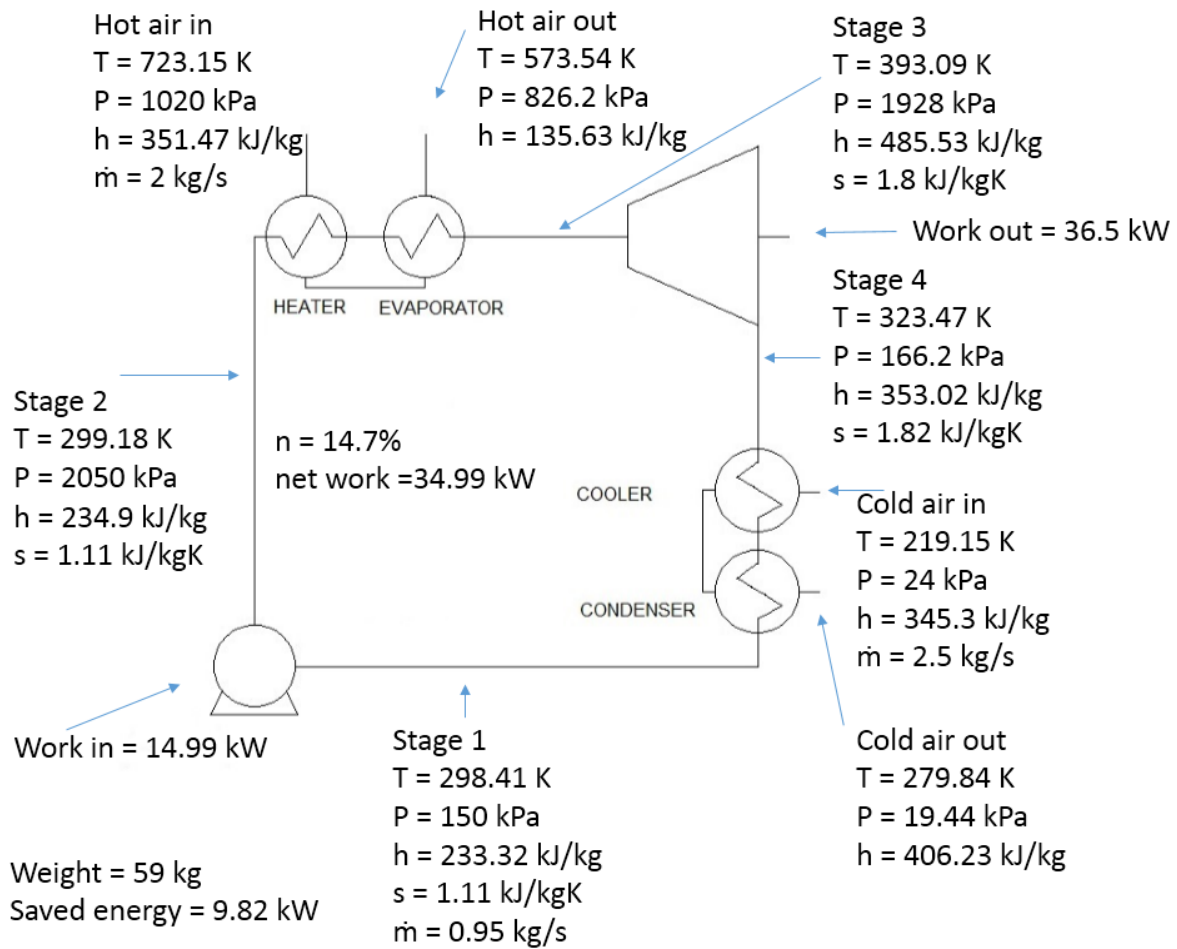 Hot air in
T = 723.15 K
P = 1020 kPa
h = 351.47 kJ/kg
ṁ = 2 kg/s
Hot air out
T = 573.54 K
P = 826.2 kPa
h = 135.63 kJ/kg
Stage 3
T = 393.09 K
P = 1928 kPa
h = 485.53 kJ/kg
s = 1.8 kJ/kgK
Work out = 36.5 kW
HEATER
EVAPORATOR
Stage 4
T = 323.47 K
P = 166.2 kPa
h = 353.02 kJ/kg
s = 1.82 kJ/kgK
Stage 2
T = 299.18 K
P = 2050 kPa
h = 234.9 kJ/kg
s = 1.11 kJ/kgK
n = 14.7%
net work =34.99 kW
COOLER
Cold air in
T = 219.15 K
P = 24 kPa
h = 345.3 kJ/kg
ṁ = 2.5 kg/s
CONDENSER
Work in = 14.99 kW
Stage 1
T = 298.41 K
P = 150 kPa
h = 233.32 kJ/kg
s = 1.11 kJ/kgK
ṁ = 0.95 kg/s
Cold air out
T = 279.84 K
P = 19.44 kPa
h = 406.23 kJ/kg
Weight = 59 kg
Saved energy = 9.82 kW